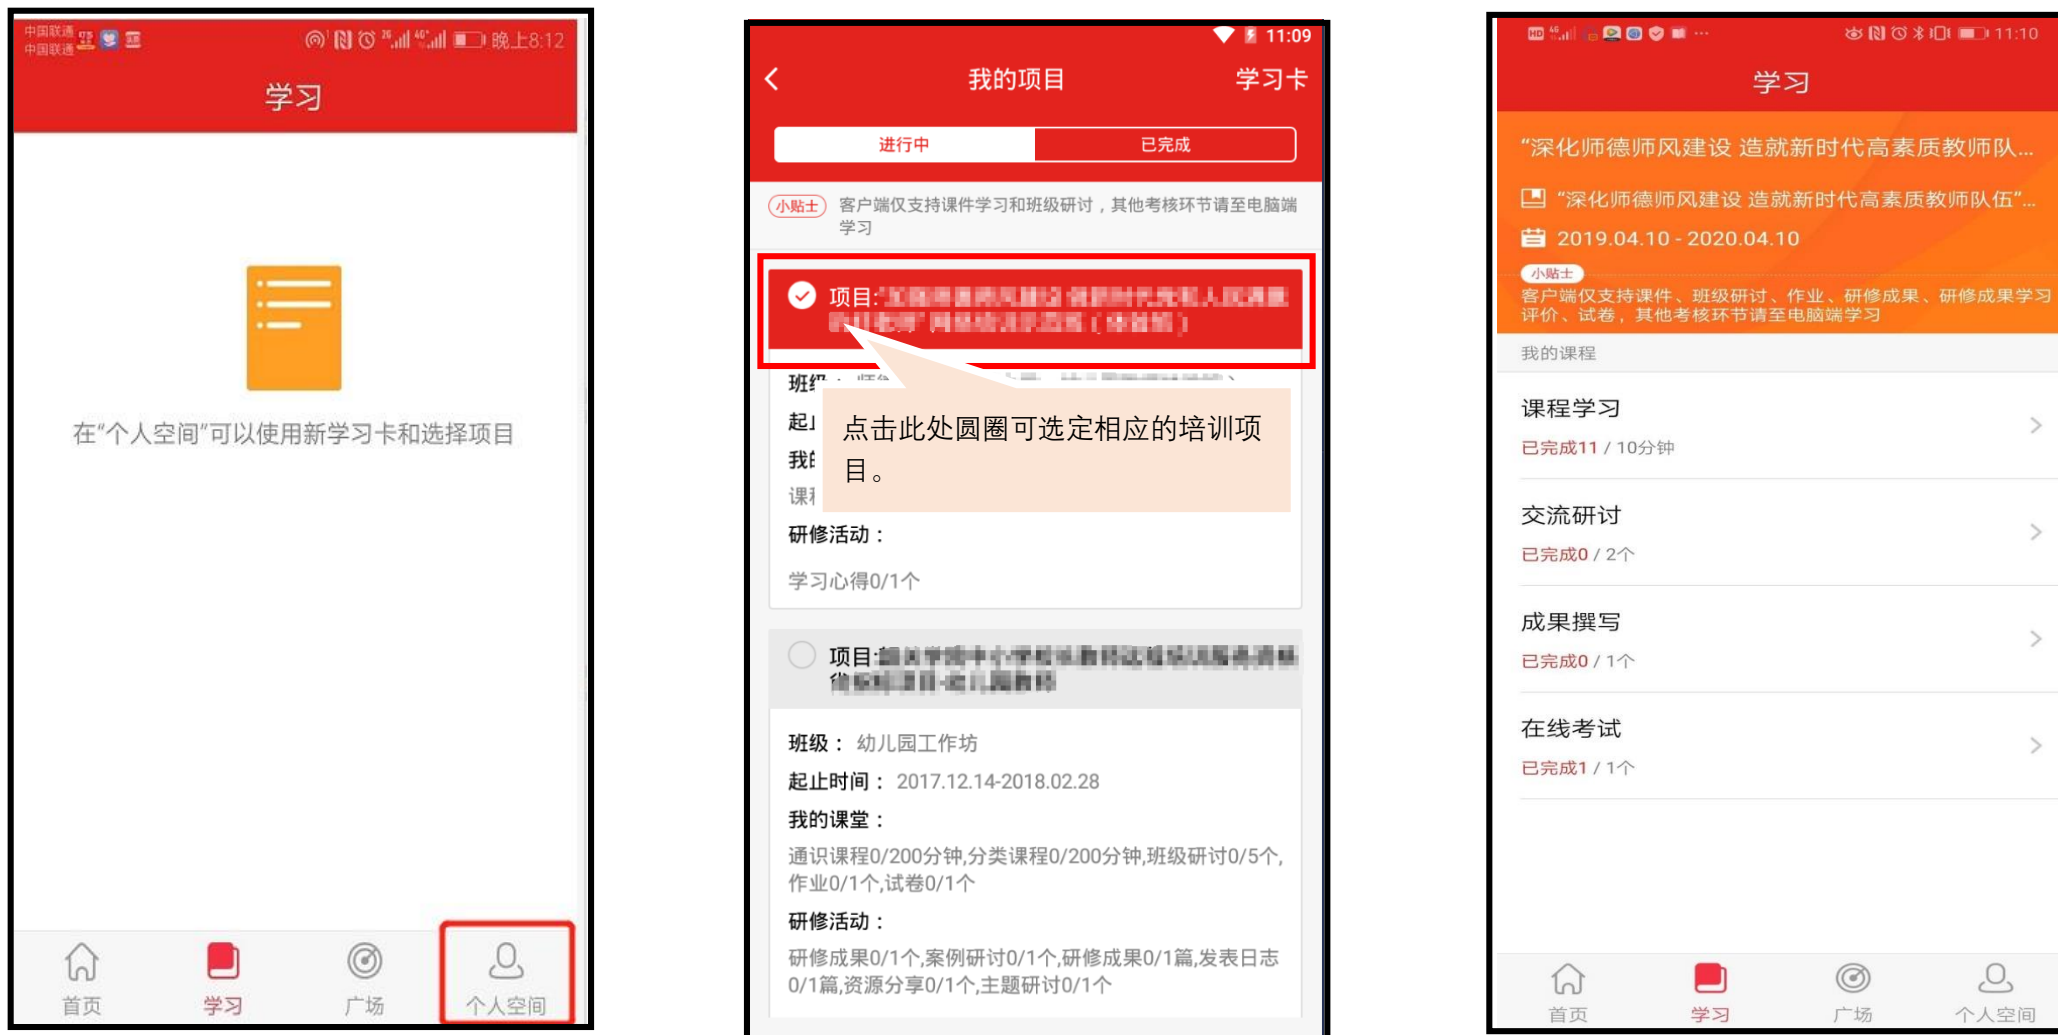 中国联通
中国联通
晚上8:12
学习
在“个人空间”可以使用新学习卡和选择项目
首页
学习
广场
个人空间
11:09
我的项目
学习卡
进行中
已完成
小贴士
客户端仅支持课件学习和班级研讨，其他考核环节请至电脑端
学习
项目:
班级
点击此处圆圈可选定相应的培训项
目。
研修活动：
学习心得0/1个
项目:
班级： 幼儿园工作坊
起止时间： 2017.12.14-2018.02.28
我的课堂：
通识课程0/200分钟,分类课程0/200分钟,班级研讨0/5个,
作业0/1个,试卷0/1个
研修活动：
研修成果0/1个,案例研讨0/1个,研修成果0/1篇,发表日志
0/1篇,资源分享0/1个,主题研讨0/1个
HD
11:10
学习
“深化师德师风建设 造就新时代高素质教师队...
“深化师德师风建设 造就新时代高素质教师队伍”...
2019.04.10 - 2020.04.10
小贴士
客户端仅支持课件、班级研讨、作业、研修成果、研修成果学习
评价、试卷，其他考核环节请至电脑端学习
我的课程
课程学习
已完成11 / 10分钟
交流研讨
已完成0 / 2个
成果撰写
已完成0 / 1个
在线考试
已完成1 / 1个
首页
学习
广场
个人空间